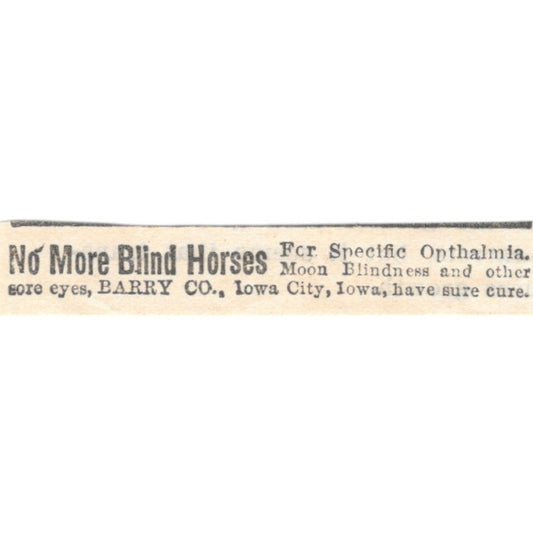 No More Blind Horses For Specific Opthalmia.
Moon Blindness and other
sore eyes, BARRY CO., Iowa City, Iowa, have sure cure.